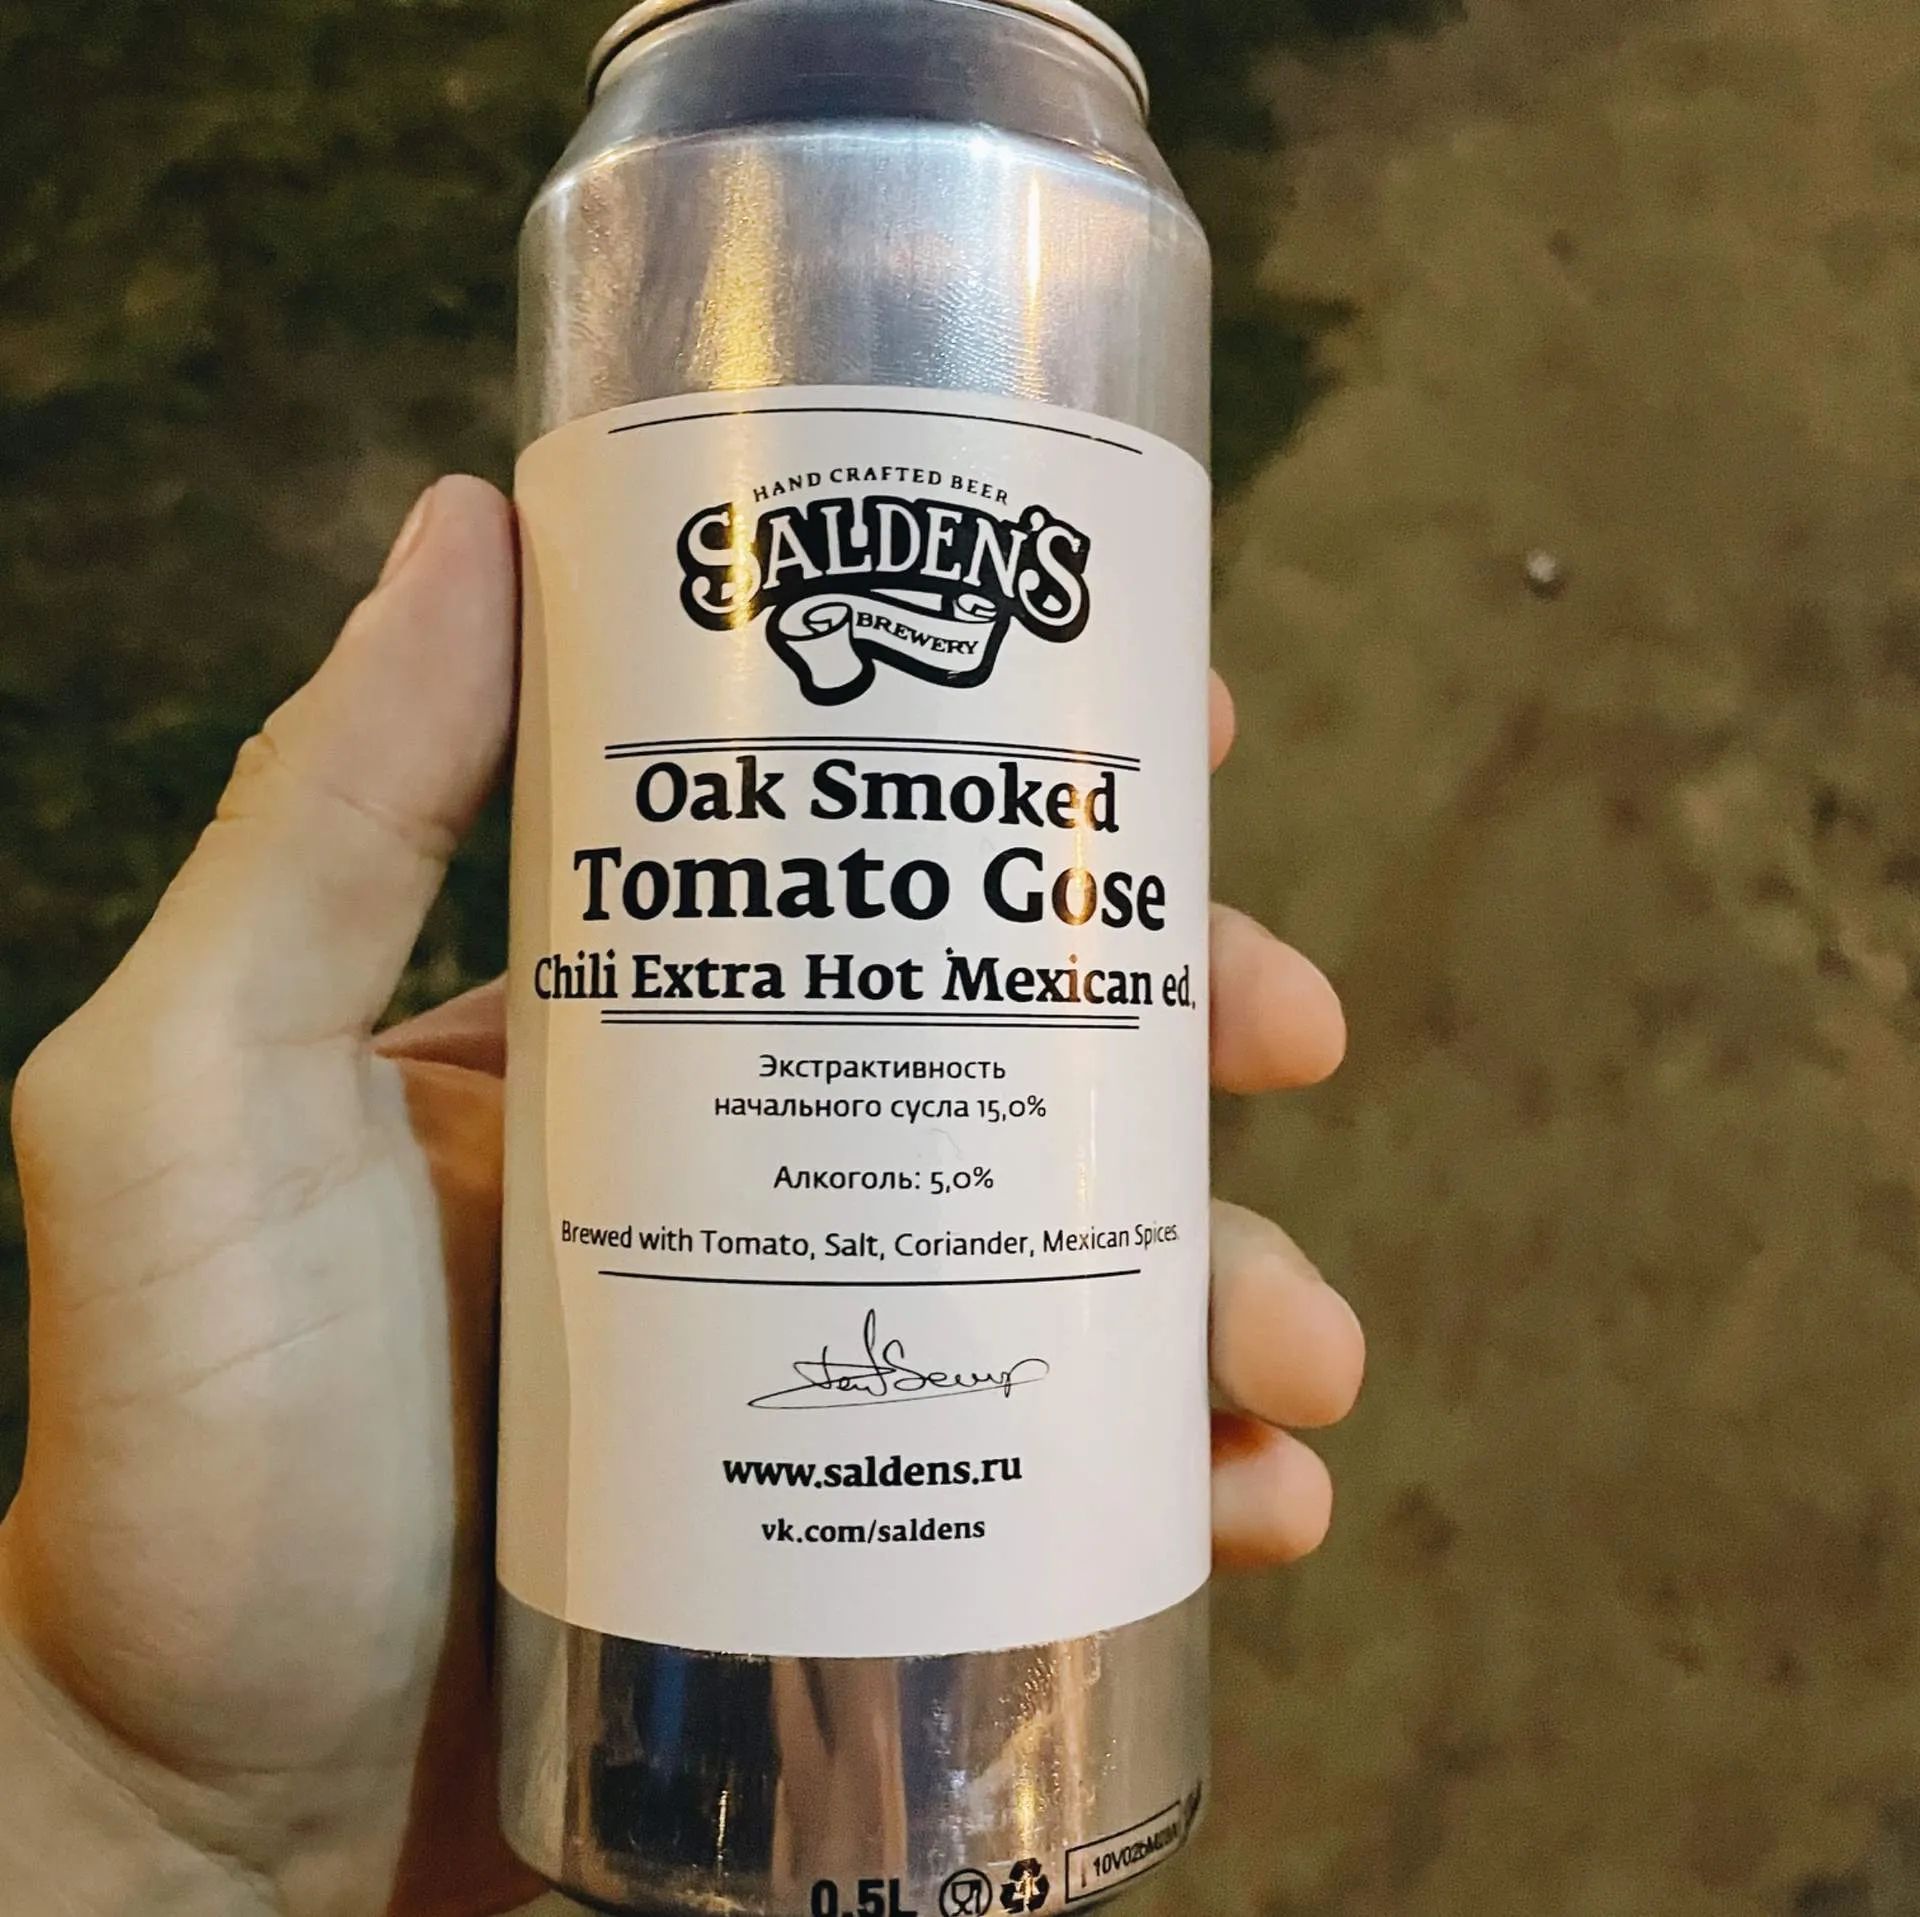 HAND CRAFTED BEER
SALDEN'S
BREWERY
Oak Smoked
Tomato Gose
Chili Extra Hot Mexican ed.
Экстрактивность
начального сусла 15,0%
Алкоголь: 5,0%
Brewed with Tomato, Salt, Coriander, Mexican Spices.
www.saldens.ru
vk.com/saldens
0.5L